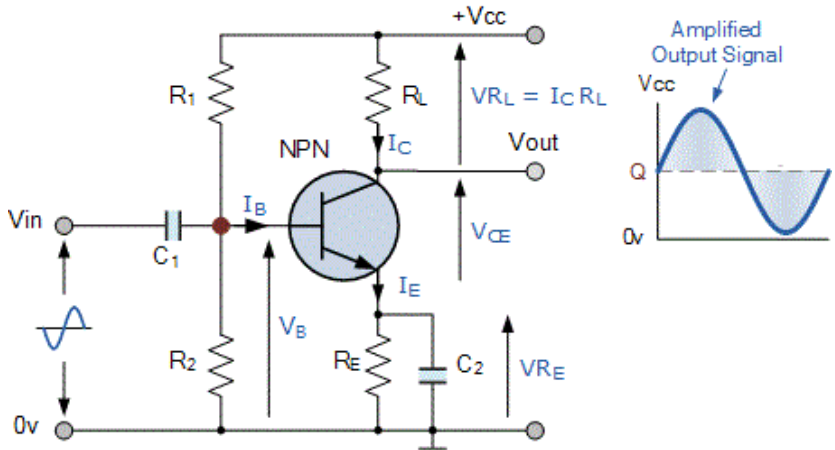 +Vcc
Amplified
Output Signal
Vcc
R1
RL
VRL = IC RL
NPN
IC
Vout
Q
Vin
IB
C1
VCE
0v
IE
VB
R2
RE
C2
VRE
0v